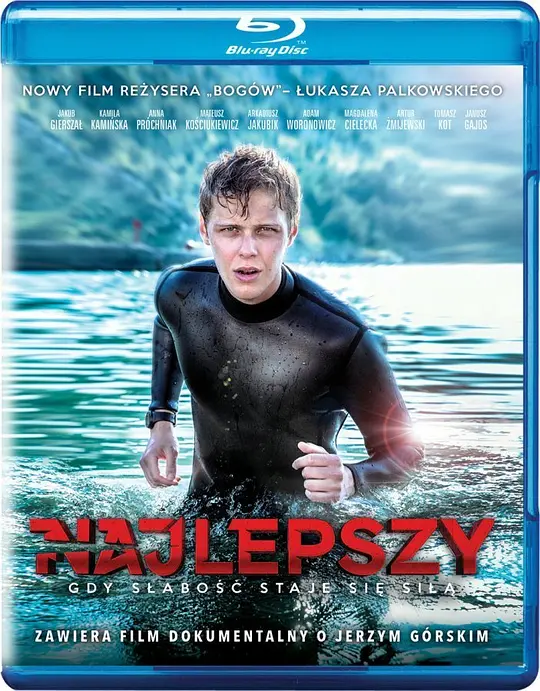 Blu-ray Disc™
NOWY FILM REŻYSERA „BOGÓW" – ŁUKASZA PALKOWSKIEGO
JAKUB KAMILA ANNA MATEUSZ ARKADIUSZ ADAM MAGDALENA ARTUR TOMASZ JANUSZ
GIERSZAŁ KAMIŃSKA PRÓCHNIAK KOŚCIUKIEWICZ JAKUBIK WORONOWICZ CIELECKA ŻMIJEWSKI KOT GAJOS
NAJLEPSZY
GDY SŁABOŚĆ STAJE SIĘ SIŁĄ
ZAWIERA FILM DOKUMENTALNY O JERZYM GÓRSKIM